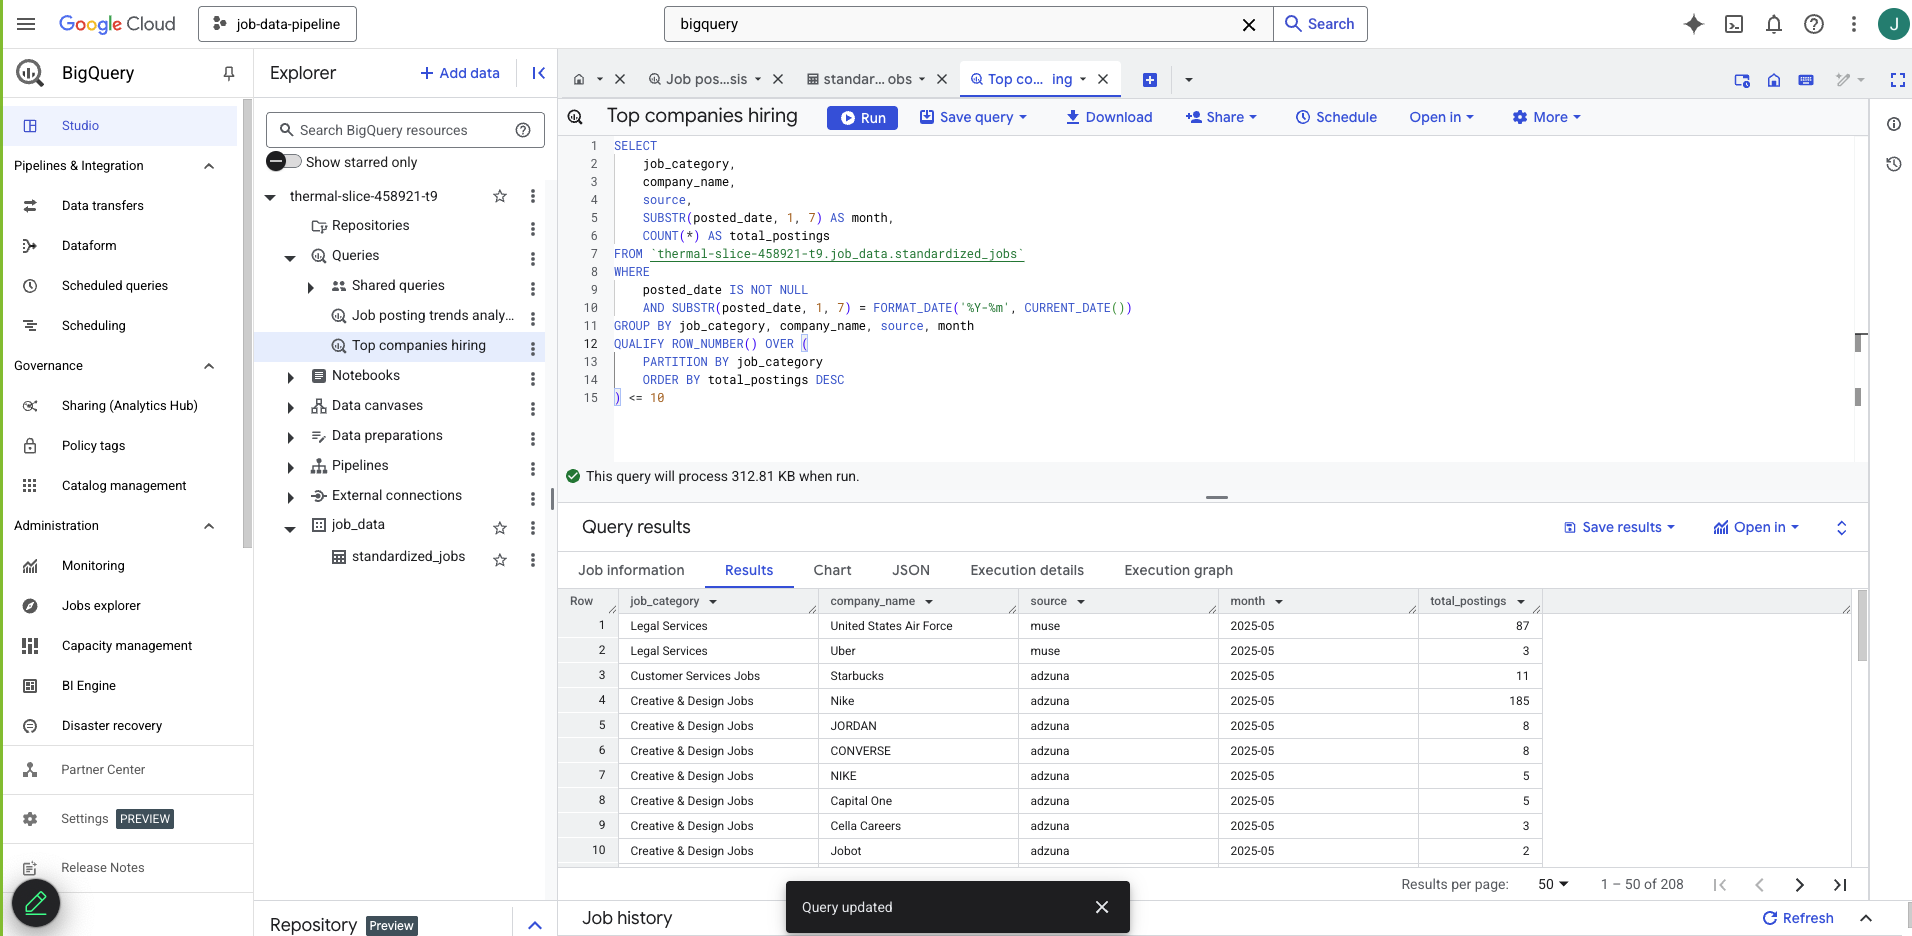 Google Cloud
job-data-pipeline
bigquery
Search
J
BigQuery
Studio
Pipelines & Integration
Data transfers
Dataform
Scheduled queries
Scheduling
Governance
Sharing (Analytics Hub)
Policy tags
Catalog management
Administration
Monitoring
Jobs explorer
Capacity management
BI Engine
Disaster recovery
Partner Center
Settings PREVIEW
Release Notes
Explorer
Add data
Search BigQuery resources
Show starred only
thermal-slice-458921-t9
Repositories
Queries
Shared queries
Job posting trends analy...
Top companies hiring
Notebooks
Data canvases
Data preparations
Pipelines
External connections
job_data
standardized_jobs
Repository Preview
Job pos...sis
standar... obs
Top co... ing
Top companies hiring
Run
Save query
Download
Share
Schedule
Open in
More
1 SELECT
2 job_category,
3 company_name,
4 source,
5 SUBSTR(posted_date, 1, 7) AS month,
6 COUNT(*) AS total_postings
7 FROM `thermal-slice-458921-t9.job_data.standardized_jobs`
8 WHERE
9 posted_date IS NOT NULL
10 AND SUBSTR(posted_date, 1, 7) = FORMAT_DATE('%Y-%m', CURRENT_DATE())
11 GROUP BY job_category, company_name, source, month
12 QUALIFY ROW_NUMBER() OVER (
13 PARTITION BY job_category
14 ORDER BY total_postings DESC
15 ) <= 10
This query will process 312.81 KB when run.
Query results
Save results
Open in
Job information Results Chart JSON Execution details Execution graph
Row job_category company_name source month total_postings
1 Legal Services United States Air Force muse 2025-05 87
2 Legal Services Uber muse 2025-05 3
3 Customer Services Jobs Starbucks adzuna 2025-05 11
4 Creative & Design Jobs Nike adzuna 2025-05 185
5 Creative & Design Jobs JORDAN adzuna 2025-05 8
6 Creative & Design Jobs CONVERSE adzuna 2025-05 8
7 Creative & Design Jobs NIKE adzuna 2025-05 5
8 Creative & Design Jobs Capital One adzuna 2025-05 5
9 Creative & Design Jobs Cella Careers adzuna 2025-05 3
10 Creative & Design Jobs Jobot adzuna 2025-05 2
Results per page: 50 1 – 50 of 208
Query updated
Job history
Refresh